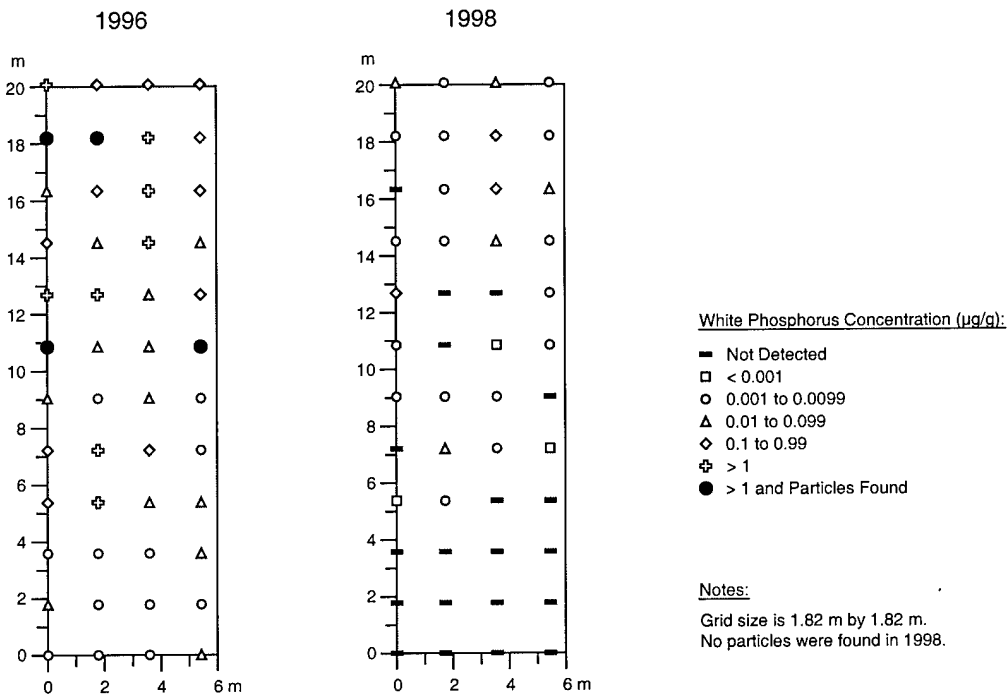 1996
1998
m
20
18
16
14
12
10
8
6
4
2
0
0
2
4
6 m
m
20
18
16
14
12
10
8
6
4
2
0
0
2
4
6 m
White Phosphorus Concentration (µg/g):
Not Detected
< 0.001
0.001 to 0.0099
0.01 to 0.099
0.1 to 0.99
> 1
> 1 and Particles Found
Notes:
Grid size is 1.82 m by 1.82 m.
No particles were found in 1998.